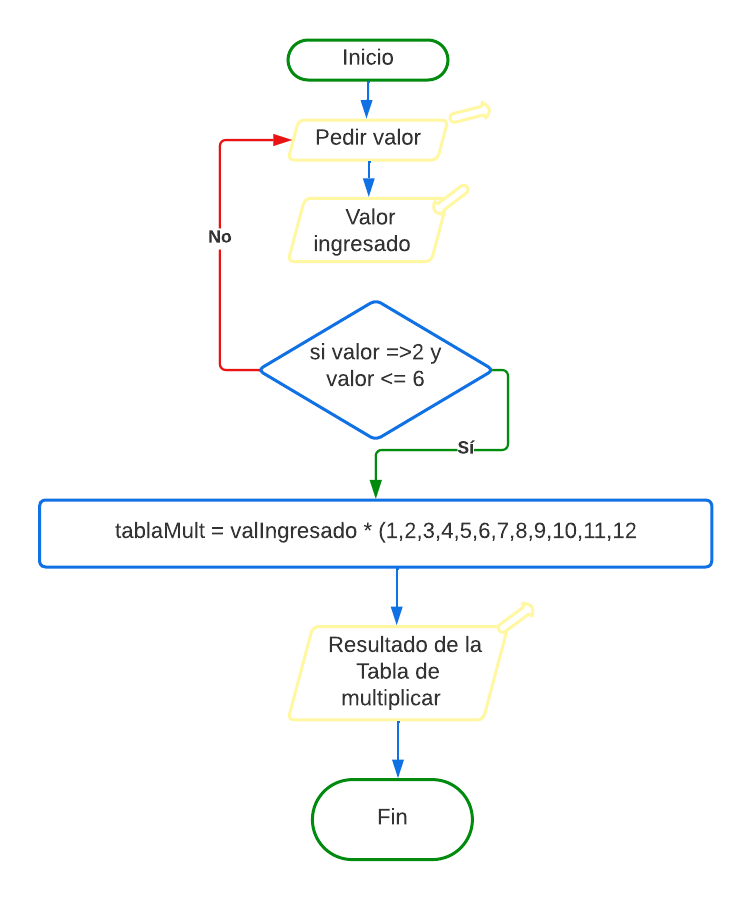 Inicio
Pedir valor
Valor
ingresado
No
si valor =>2 y
valor <= 6
Sí
tablaMult = valIngresado * (1,2,3,4,5,6,7,8,9,10,11,12
Resultado de la
Tabla de
multiplicar
Fin